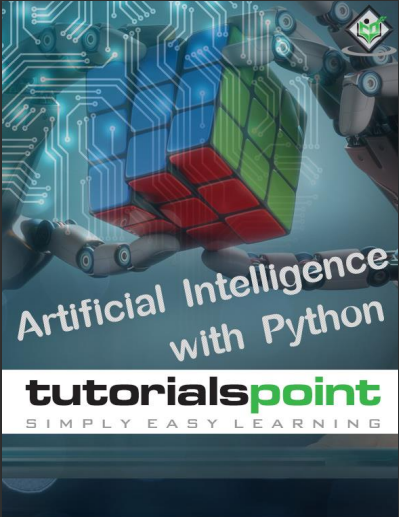 Artificial Intelligence
with Python
tutorialspoint
SIMPLY EASY LEARNING